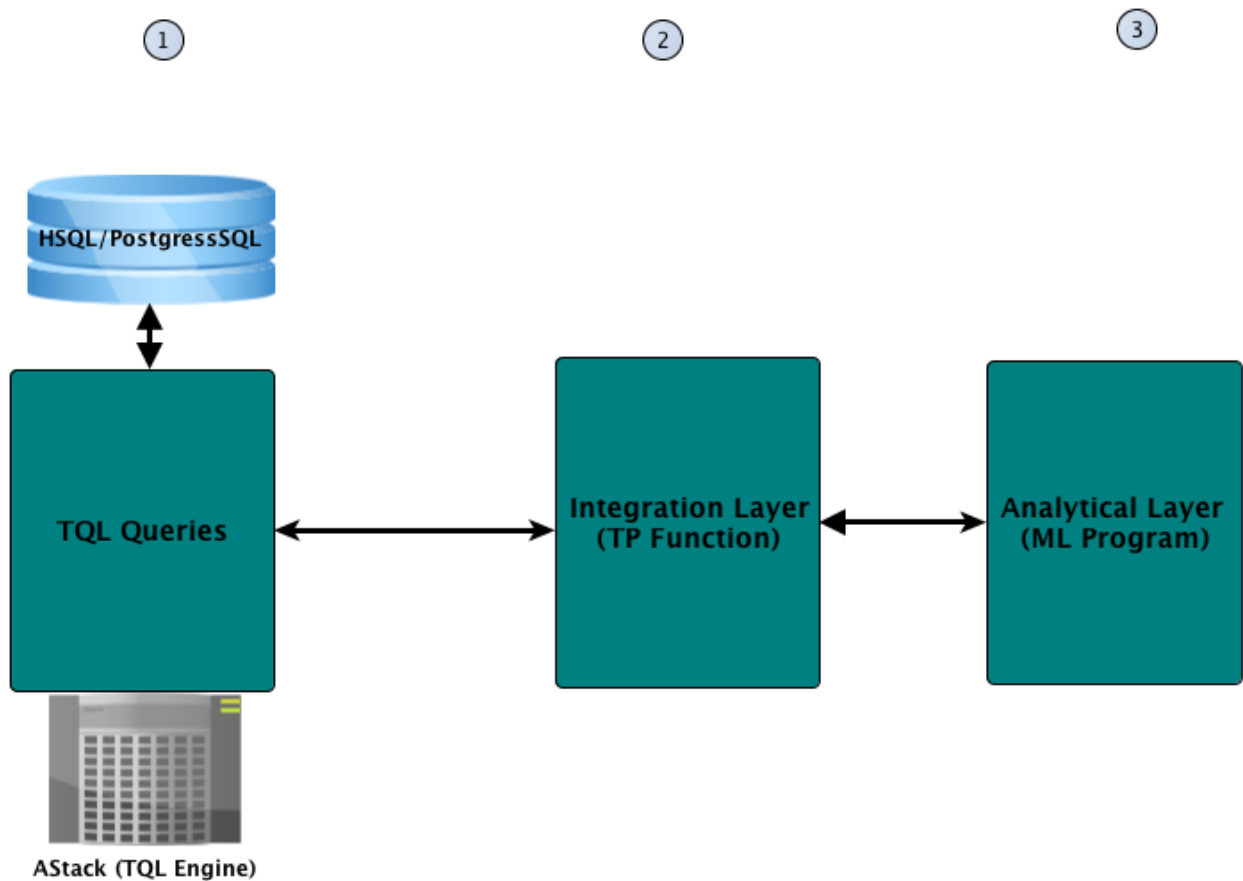 1
2
3
HSQL/PostgressSQL
TQL Queries
Integration Layer
(TP Function)
Analytical Layer
(ML Program)
AStack (TQL Engine)